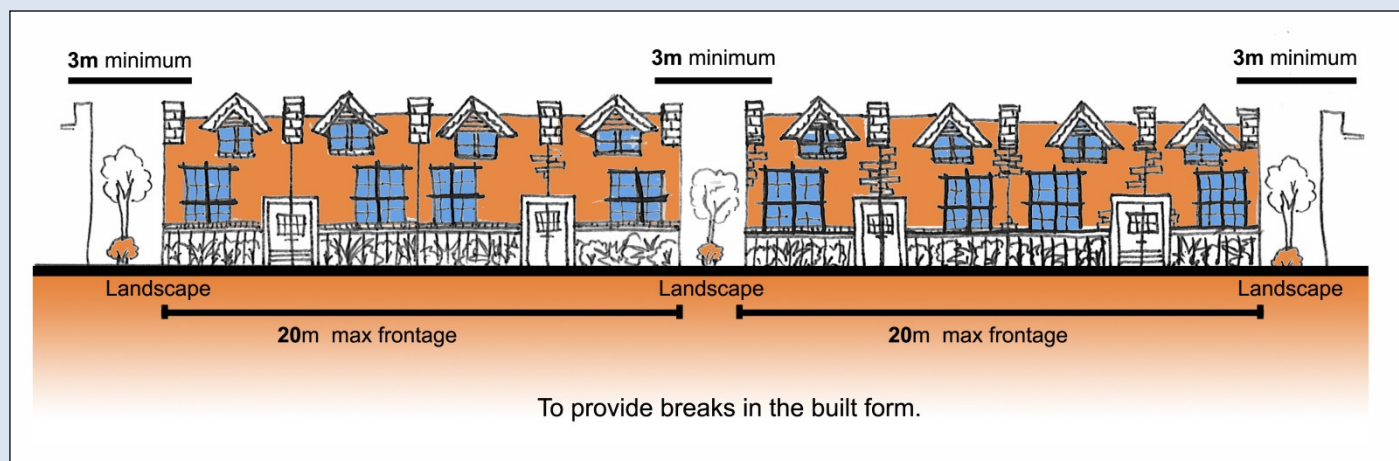 3m minimum
3m minimum
3m minimum
Landscape
Landscape
Landscape
20m max frontage
20m max frontage
To provide breaks in the built form.